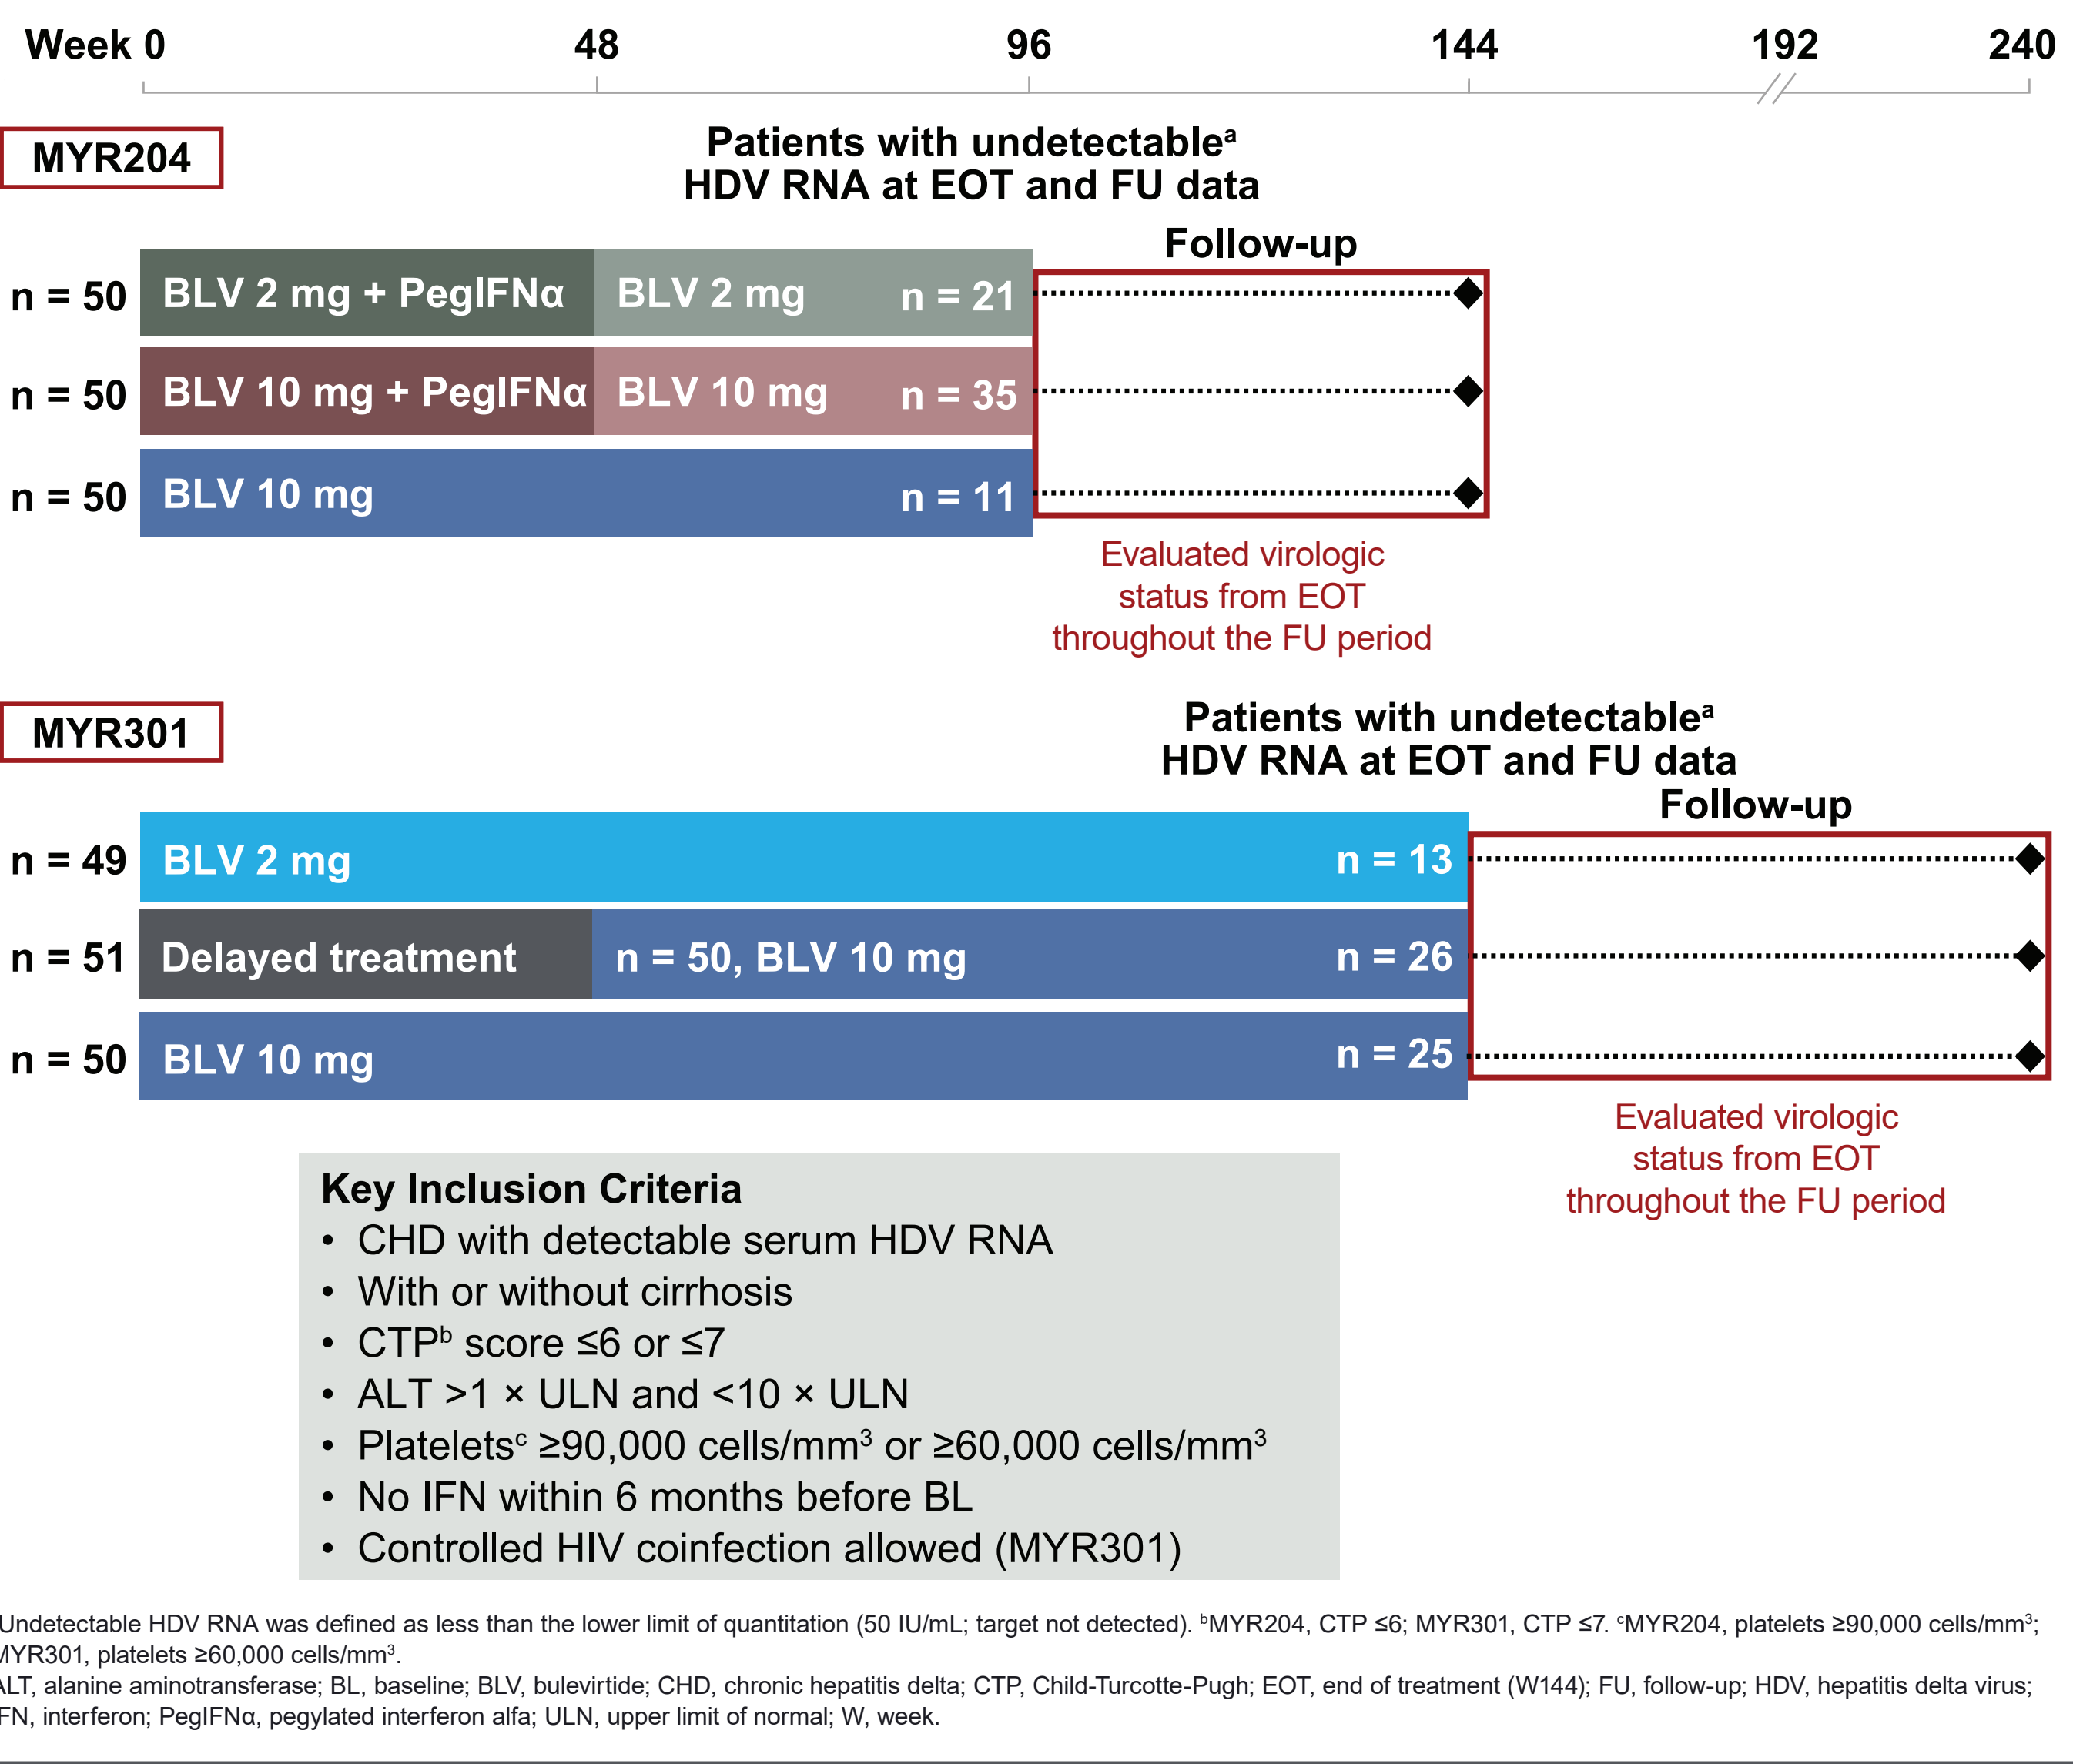 Week 0 48 96 144 192 240
MYR204
Patients with undetectableᵃ
HDV RNA at EOT and FU data
Follow-up
n = 50 BLV 2 mg + PegIFNα BLV 2 mg n = 21
n = 50 BLV 10 mg + PegIFNα BLV 10 mg n = 35
n = 50 BLV 10 mg n = 11
Evaluated virologic
status from EOT
throughout the FU period
MYR301
Patients with undetectableᵃ
HDV RNA at EOT and FU data
Follow-up
n = 49 BLV 2 mg n = 13
n = 51 Delayed treatment n = 50, BLV 10 mg n = 26
n = 50 BLV 10 mg n = 25
Evaluated virologic
status from EOT
throughout the FU period
Key Inclusion Criteria
• CHD with detectable serum HDV RNA
• With or without cirrhosis
• CTPᵇ score ≤6 or ≤7
• ALT >1 × ULN and <10 × ULN
• Plateletsᶜ ≥90,000 cells/mm³ or ≥60,000 cells/mm³
• No IFN within 6 months before BL
• Controlled HIV coinfection allowed (MYR301)
Undetectable HDV RNA was defined as less than the lower limit of quantitation (50 IU/mL; target not detected). ᵇMYR204, CTP ≤6; MYR301, CTP ≤7. ᶜMYR204, platelets ≥90,000 cells/mm³;
MYR301, platelets ≥60,000 cells/mm³.
ALT, alanine aminotransferase; BL, baseline; BLV, bulevirtide; CHD, chronic hepatitis delta; CTP, Child-Turcotte-Pugh; EOT, end of treatment (W144); FU, follow-up; HDV, hepatitis delta virus;
IFN, interferon; PegIFNα, pegylated interferon alfa; ULN, upper limit of normal; W, week.